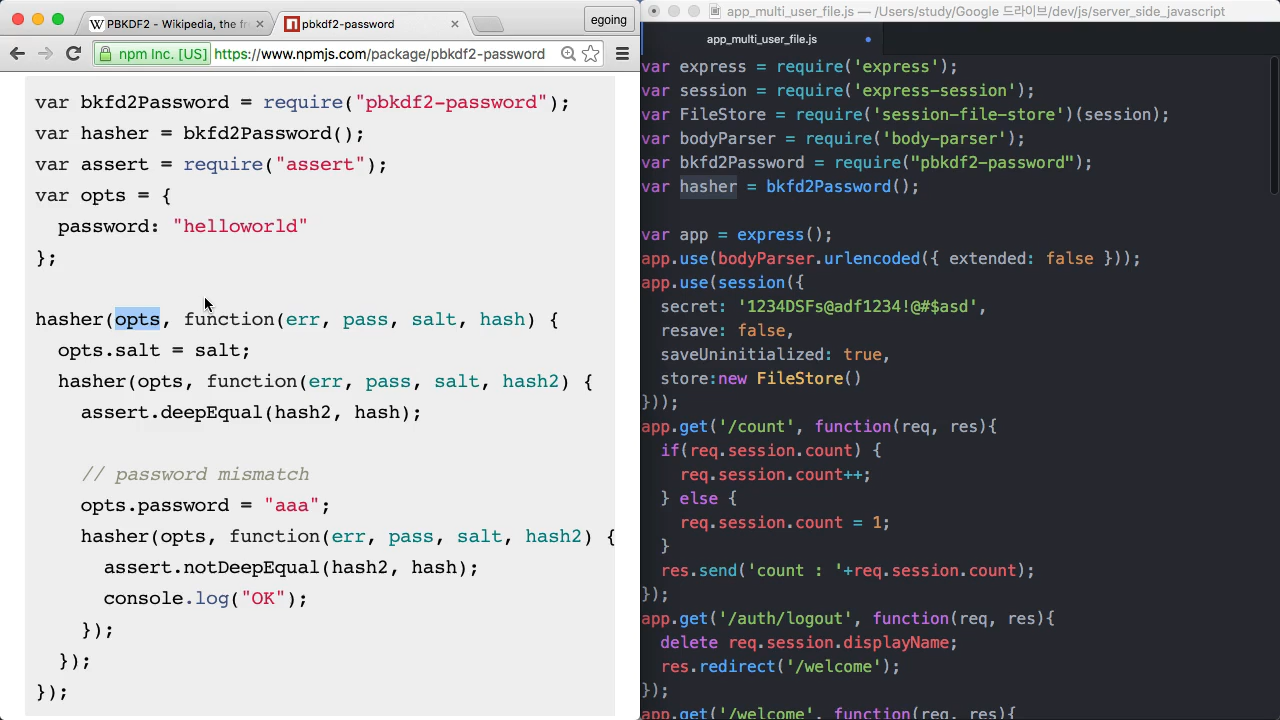 PBKDF2 - Wikipedia, the fr
pbkdf2-password
egoing
npm Inc. [US]
https://www.npmjs.com/package/pbkdf2-password
var bkfd2Password = require("pbkdf2-password");
var hasher = bkfd2Password();
var assert = require("assert");
var opts = {
password: "helloworld"
};
hasher(opts, function(err, pass, salt, hash) {
opts.salt = salt;
hasher(opts, function(err, pass, salt, hash2) {
assert.deepEqual(hash2, hash);
// password mismatch
opts.password = "aaa";
hasher(opts, function(err, pass, salt, hash2) {
assert.notDeepEqual(hash2, hash);
console.log("OK");
});
});
});
app_multi_user_file.js — /Users/study/Google 드라이브/dev/js/server_side_javascript
app_multi_user_file.js
var express = require('express');
var session = require('express-session');
var FileStore = require('session-file-store')(session);
var bodyParser = require('body-parser');
var bkfd2Password = require("pbkdf2-password");
var hasher = bkfd2Password();
var app = express();
app.use(bodyParser.urlencoded({ extended: false }));
app.use(session({
secret: '1234DSFs@adf1234!@#$asd',
resave: false,
saveUninitialized: true,
store:new FileStore()
}));
app.get('/count', function(req, res){
if(req.session.count) {
req.session.count++;
} else {
req.session.count = 1;
}
res.send('count : '+req.session.count);
});
app.get('/auth/logout', function(req, res){
delete req.session.displayName;
res.redirect('/welcome');
});
app.get('/welcome', function(req, res){